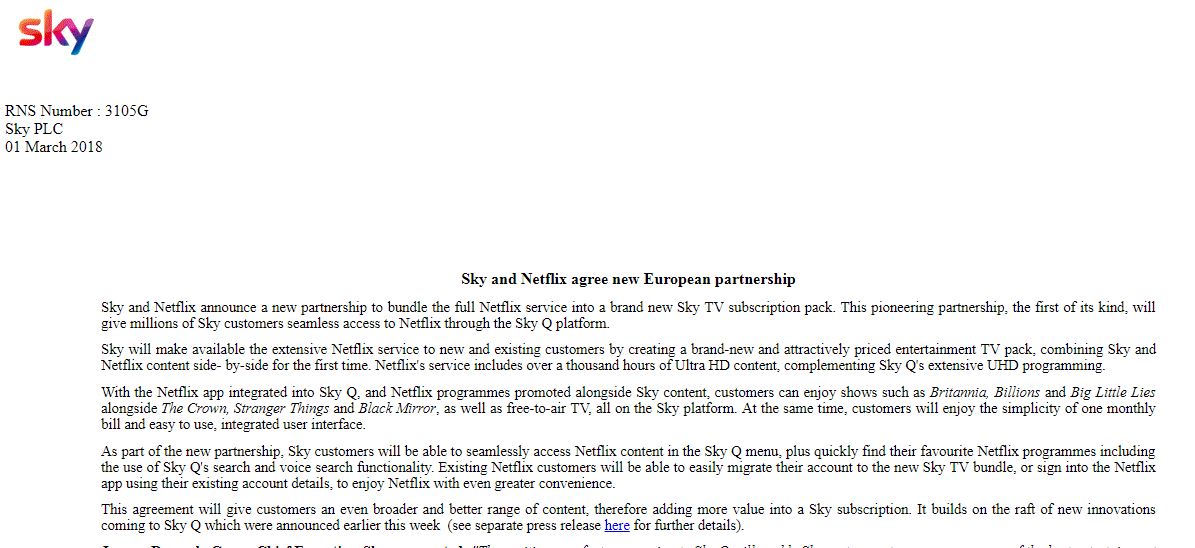 sky
RNS Number : 3105G
Sky PLC
01 March 2018
Sky and Netflix agree new European partnership
Sky and Netflix announce a new partnership to bundle the full Netflix service into a brand new Sky TV subscription pack. This pioneering partnership, the first of its kind, will
give millions of Sky customers seamless access to Netflix through the Sky Q platform.
Sky will make available the extensive Netflix service to new and existing customers by creating a brand-new and attractively priced entertainment TV pack, combining Sky and
Netflix content side- by-side for the first time. Netflix's service includes over a thousand hours of Ultra HD content, complementing Sky Q's extensive UHD programming.
With the Netflix app integrated into Sky Q, and Netflix programmes promoted alongside Sky content, customers can enjoy shows such as Britannia, Billions and Big Little Lies
alongside The Crown, Stranger Things and Black Mirror, as well as free-to-air TV, all on the Sky platform. At the same time, customers will enjoy the simplicity of one monthly
bill and easy to use, integrated user interface.
As part of the new partnership, Sky customers will be able to seamlessly access Netflix content in the Sky Q menu, plus quickly find their favourite Netflix programmes including
the use of Sky Q's search and voice search functionality. Existing Netflix customers will be able to easily migrate their account to the new Sky TV bundle, or sign into the Netflix
app using their existing account details, to enjoy Netflix with even greater convenience.
This agreement will give customers an even broader and better range of content, therefore adding more value into a Sky subscription. It builds on the raft of new innovations
coming to Sky Q which were announced earlier this week (see separate press release here for further details).